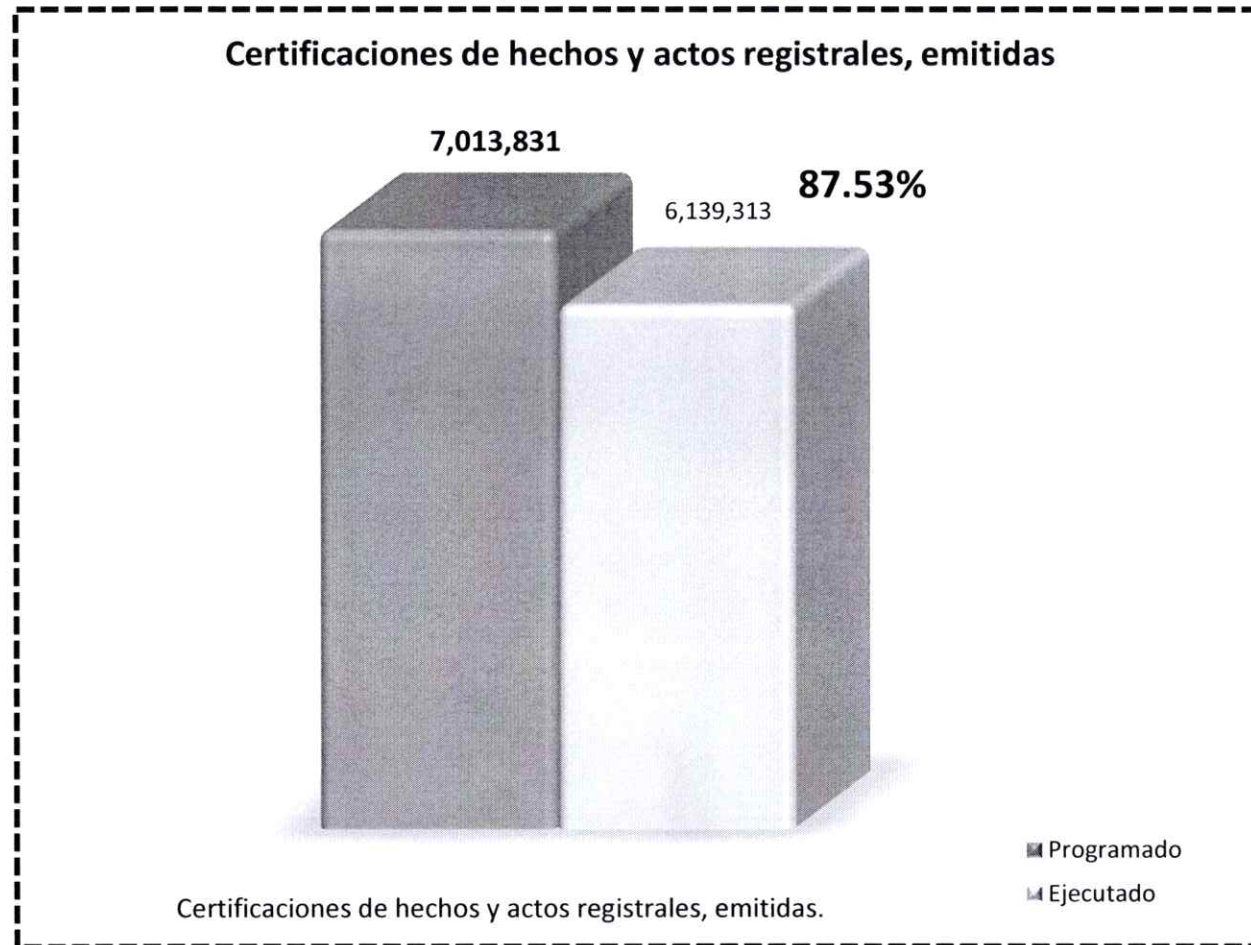 Certificaciones de hechos y actos registrales, emitidas
7,013,831
6,139,313
87.53%
Programado
Ejecutado
Certificaciones de hechos y actos registrales, emitidas.